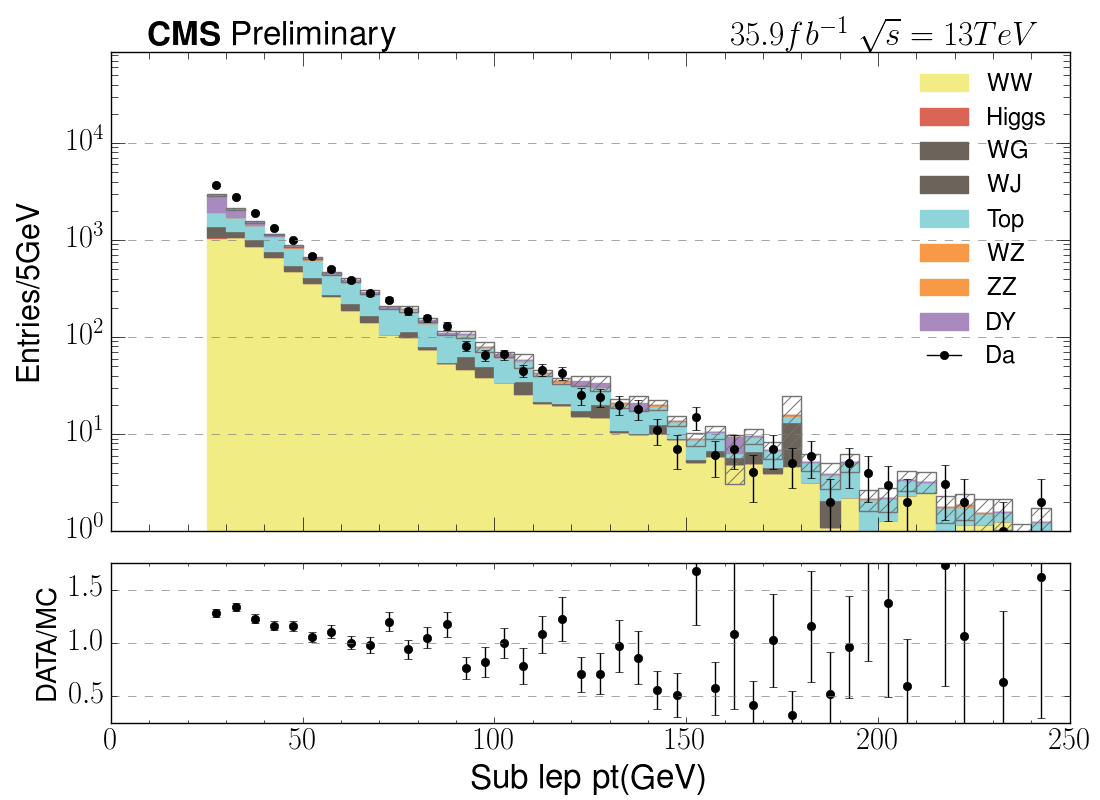 CMS Preliminary 35.9fb⁻¹ √s = 13TeV
WW
Higgs
WG
WJ
Top
WZ
ZZ
DY
Da
Entries/5GeV
10⁴
10³
10²
10¹
10⁰
DATA/MC
1.5
1.0
0.5
0 50 100 150 200 250
Sub lep pt(GeV)